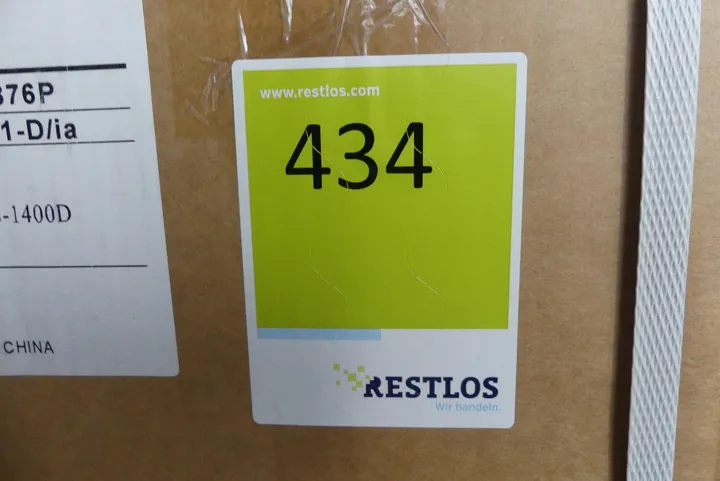 376P
1-D/ia
-1400D
CHINA
www.restlos.com
434
RESTLOS
Wir handeln.